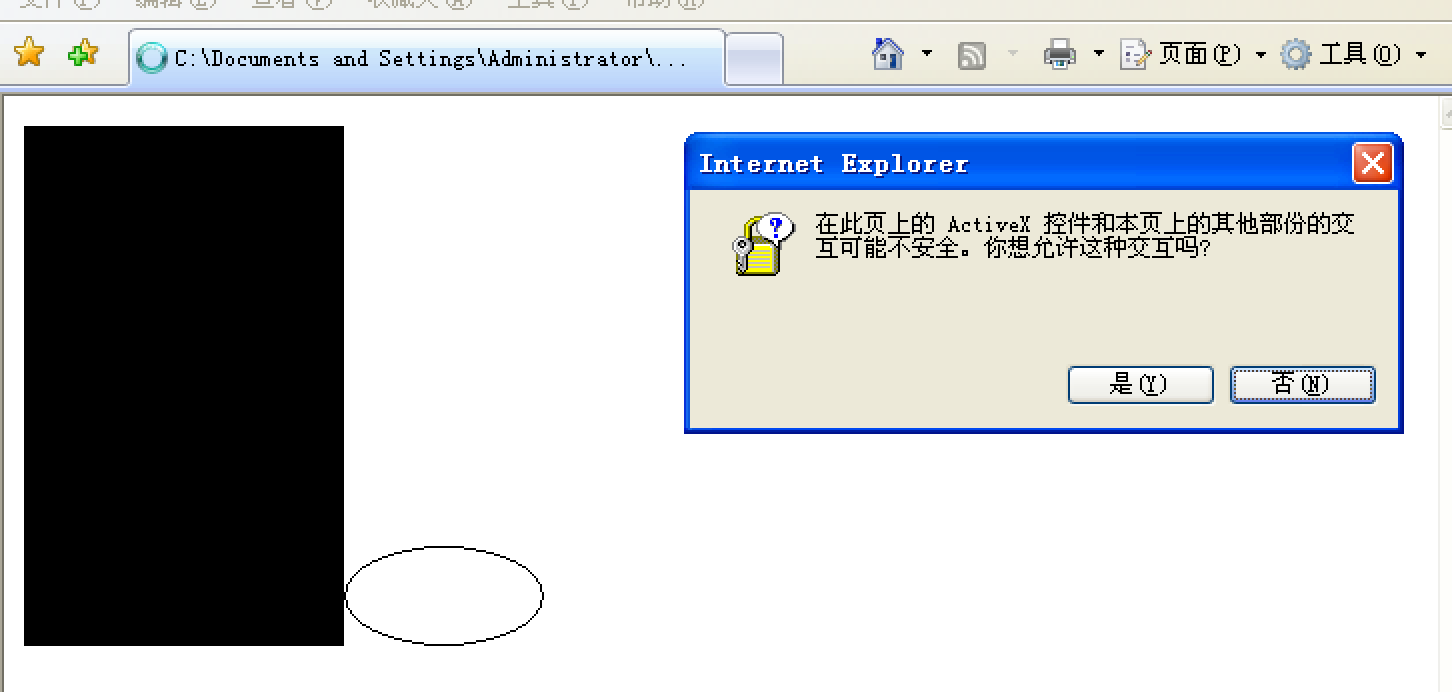 文件(F) 编辑(E) 查看(V) 收藏夹(A) 工具(T) 帮助(H)
C:\Documents and Settings\Administrator\...
页面(P) 工具(O)
Internet Explorer
在此页上的 ActiveX 控件和本页上的其他部份的交
互可能不安全。你想允许这种交互吗?
是(Y) 否(N)